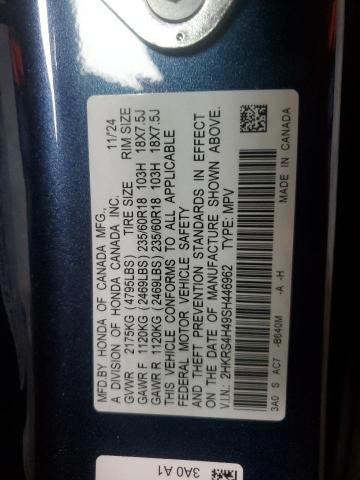 MFD.BY HONDA OF CANADA MFG., 11/24
A DIVISION OF HONDA CANADA INC.
GVWR 2175KG (4795LBS) TIRE SIZE RIM SIZE
GAWR F 1120KG (2469LBS) 235/60R18 103H 18X7.5J
GAWR R 1120KG (2469LBS) 235/60R18 103H 18X7.5J
THIS VEHICLE CONFORMS TO ALL APPLICABLE
FEDERAL MOTOR VEHICLE SAFETY
AND THEFT PREVENTION STANDARDS IN EFFECT
ON THE DATE OF MANUFACTURE SHOWN ABOVE.
V.I.N.: 2HKRS4H49SH446962 TYPE: MPV
3A0 S AC7 -B640M -A -H MADE IN CANADA
3A0 A1